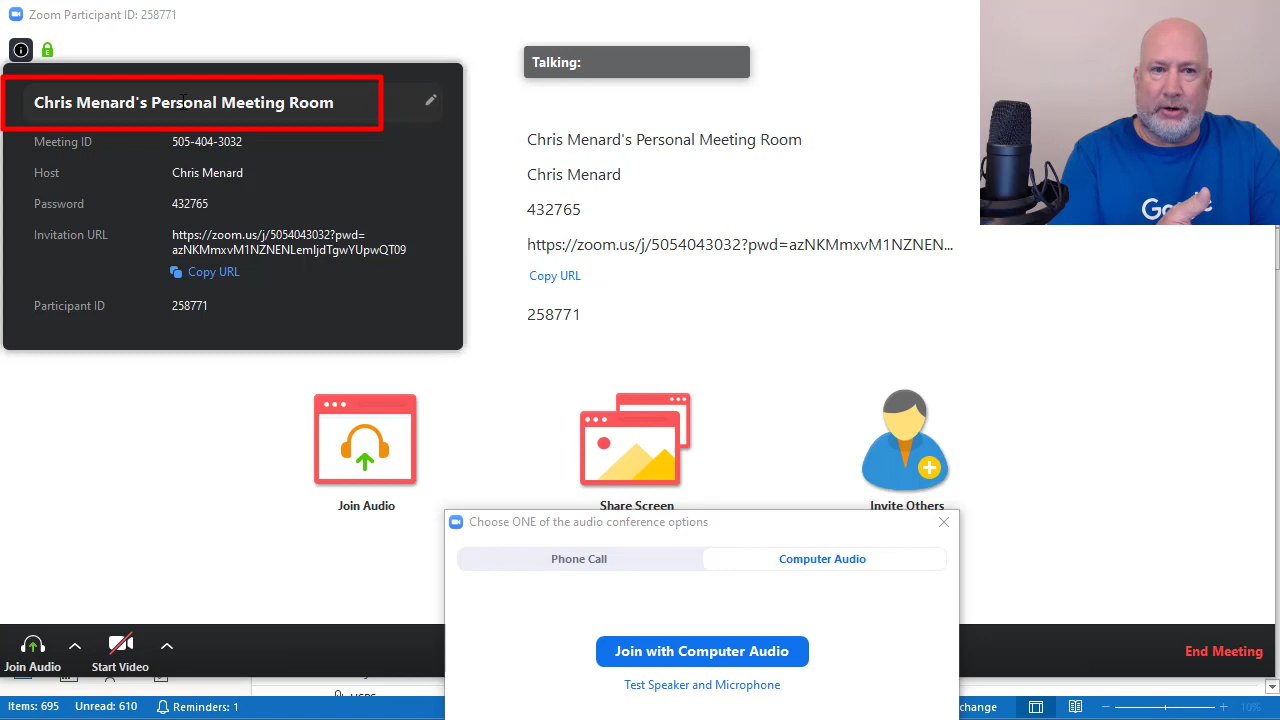 Zoom Participant ID: 258771
Talking:
Chris Menard's Personal Meeting Room
Meeting ID 505-404-3032
Host Chris Menard
Password 432765
Invitation URL https://zoom.us/j/5054043032?pwd=
azNKMmxvM1NZNENLemIjdTgwYUpwQT09
Copy URL
Participant ID 258771
Chris Menard's Personal Meeting Room
Chris Menard
432765
https://zoom.us/j/5054043032?pwd=azNKMmxvM1NZNEN...
Copy URL
258771
Join Audio
Share Screen
Invite Others
Choose ONE of the audio conference options
Phone Call
Computer Audio
Join with Computer Audio
Test Speaker and Microphone
Join Audio
Start Video
End Meeting
Items: 695 Unread: 610 Reminders: 1
change
10%